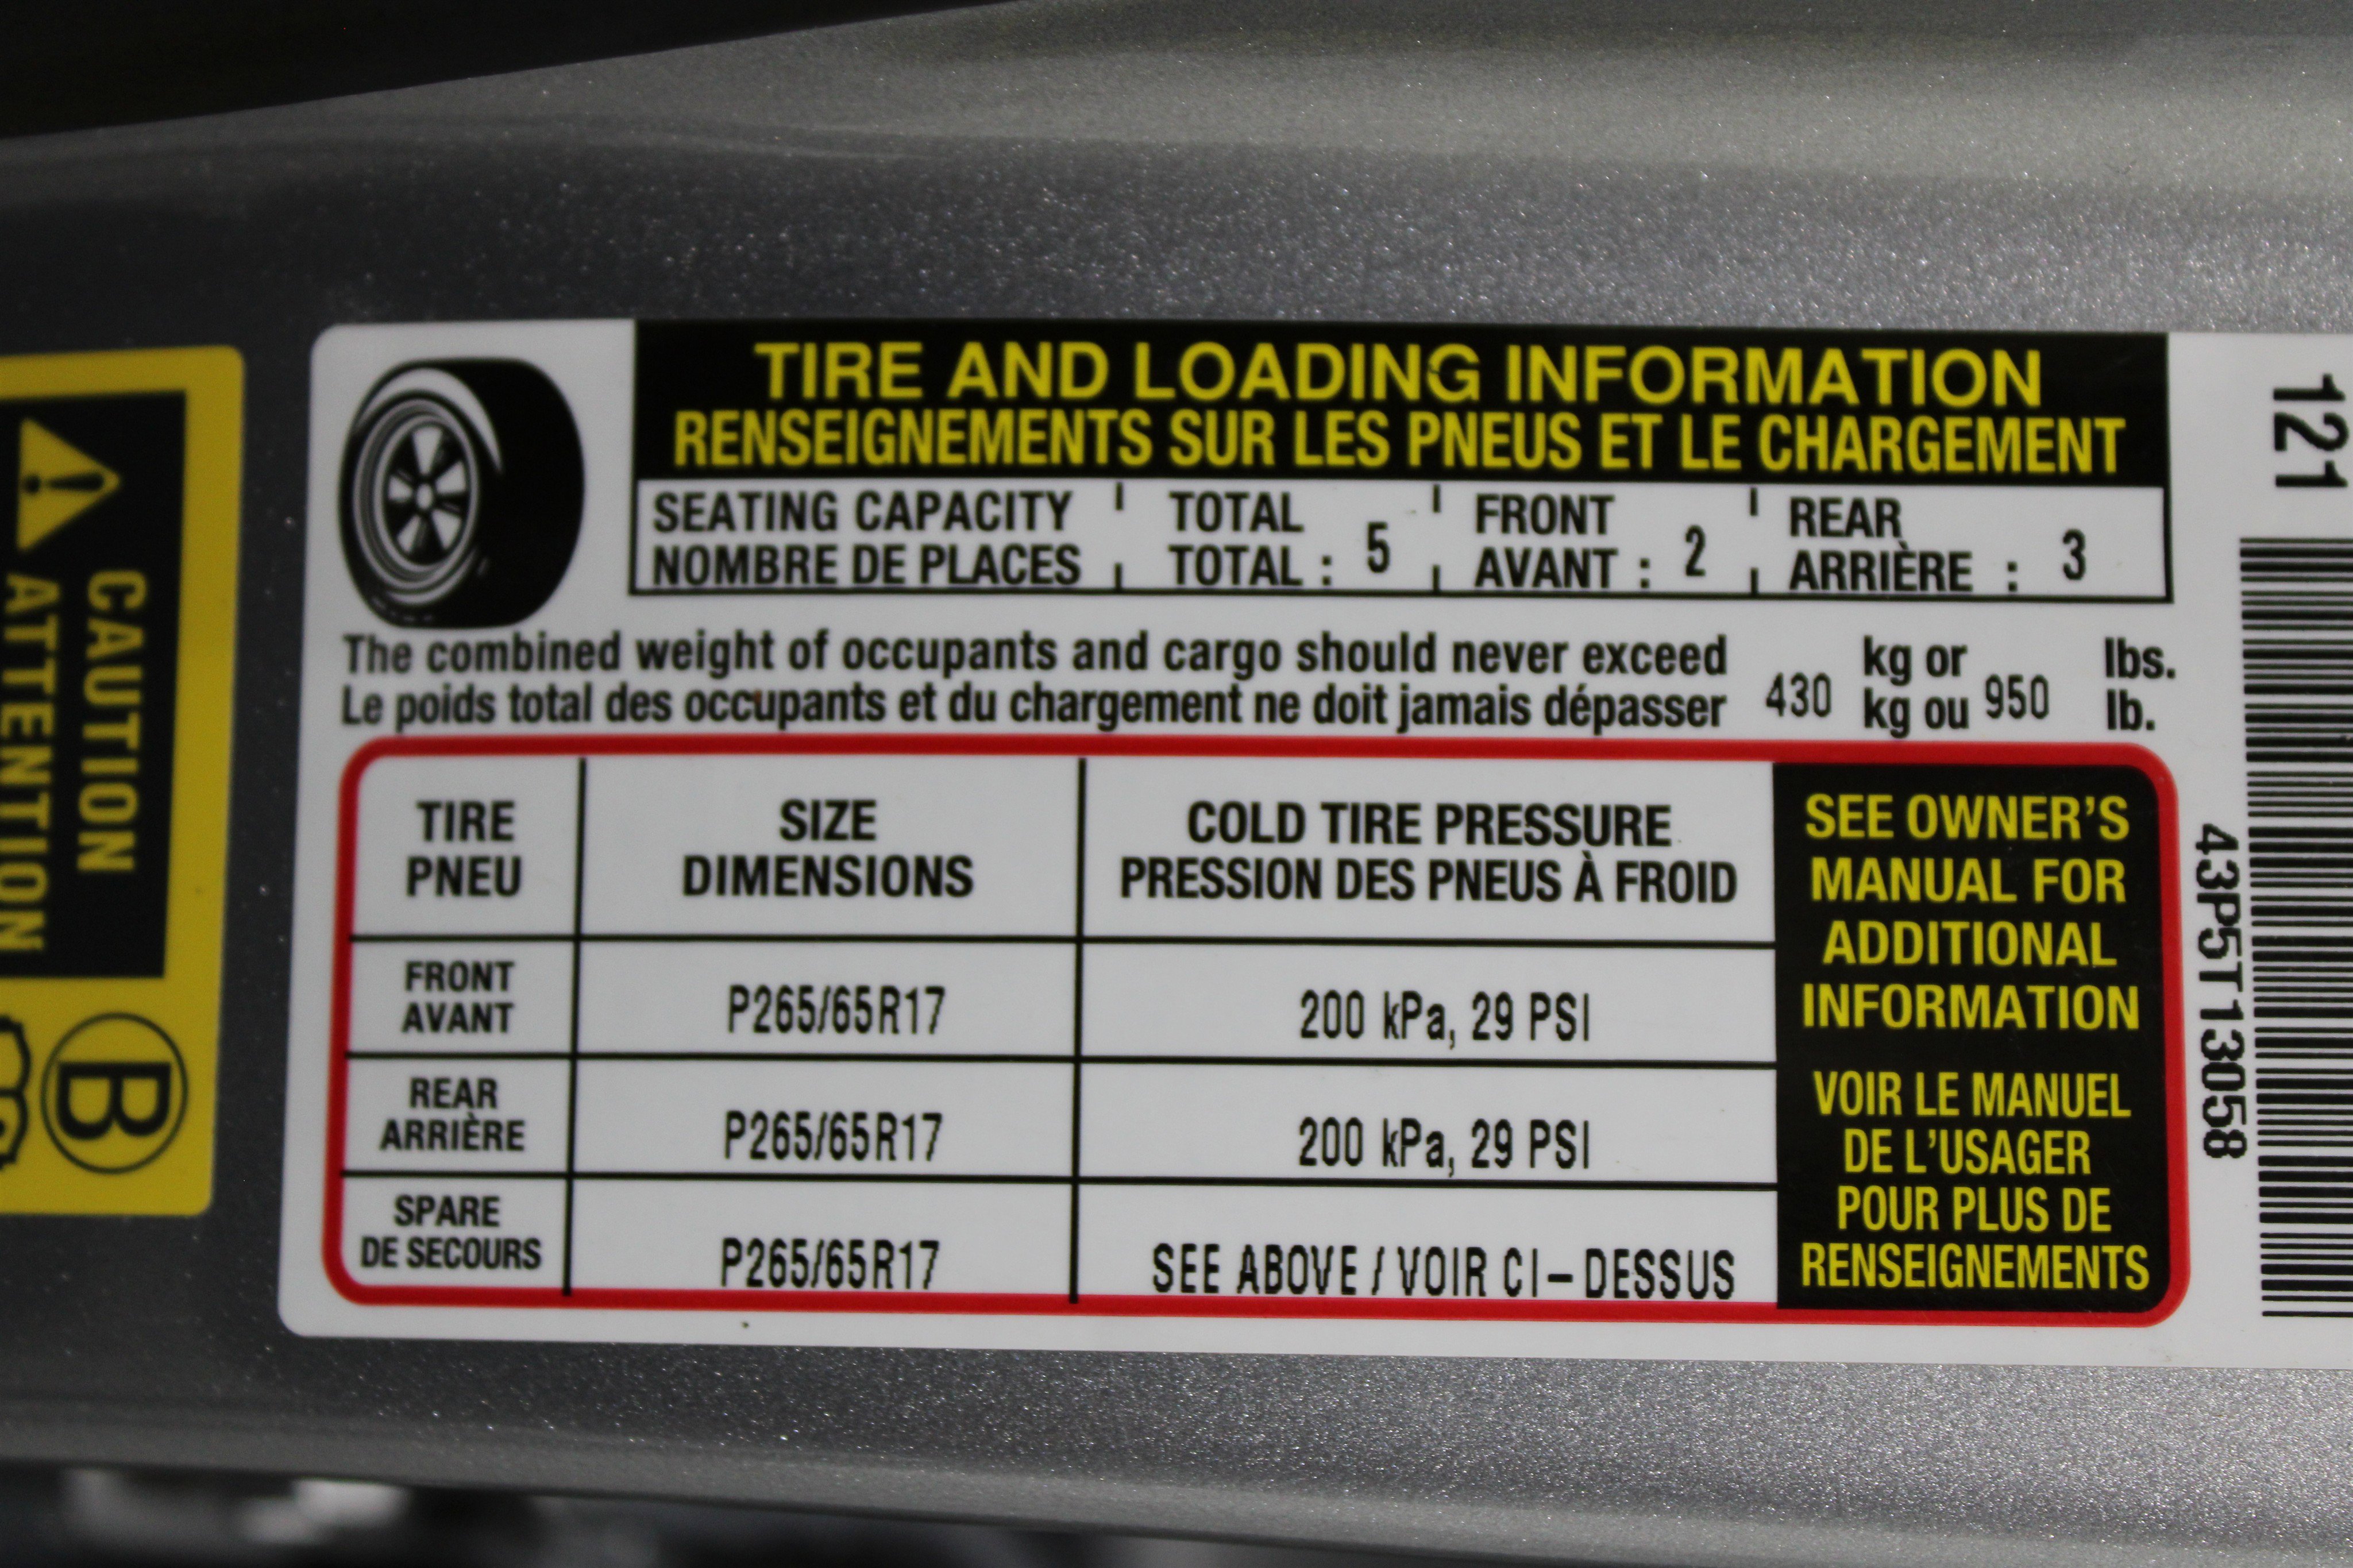 TIRE AND LOADING INFORMATION
RENSEIGNEMENTS SUR LES PNEUS ET LE CHARGEMENT
SEATING CAPACITY TOTAL FRONT REAR
NOMBRE DE PLACES TOTAL : 5 AVANT : 2 ARRIÈRE : 3
The combined weight of occupants and cargo should never exceed 430 kg or 950 lbs.
Le poids total des occupants et du chargement ne doit jamais dépasser kg ou lb.
TIRE SIZE COLD TIRE PRESSURE
PNEU DIMENSIONS PRESSION DES PNEUS À FROID
FRONT
AVANT
P265/65R17 200 kPa, 29 PSI
REAR
ARRIÈRE
P265/65R17 200 kPa, 29 PSI
SPARE
DE SECOURS
P265/65R17 SEE ABOVE / VOIR CI–DESSUS
SEE OWNER'S
MANUAL FOR
ADDITIONAL
INFORMATION
VOIR LE MANUEL
DE L'USAGER
POUR PLUS DE
RENSEIGNEMENTS
121
43P5T13058
CAUTION
ATTENTION
B